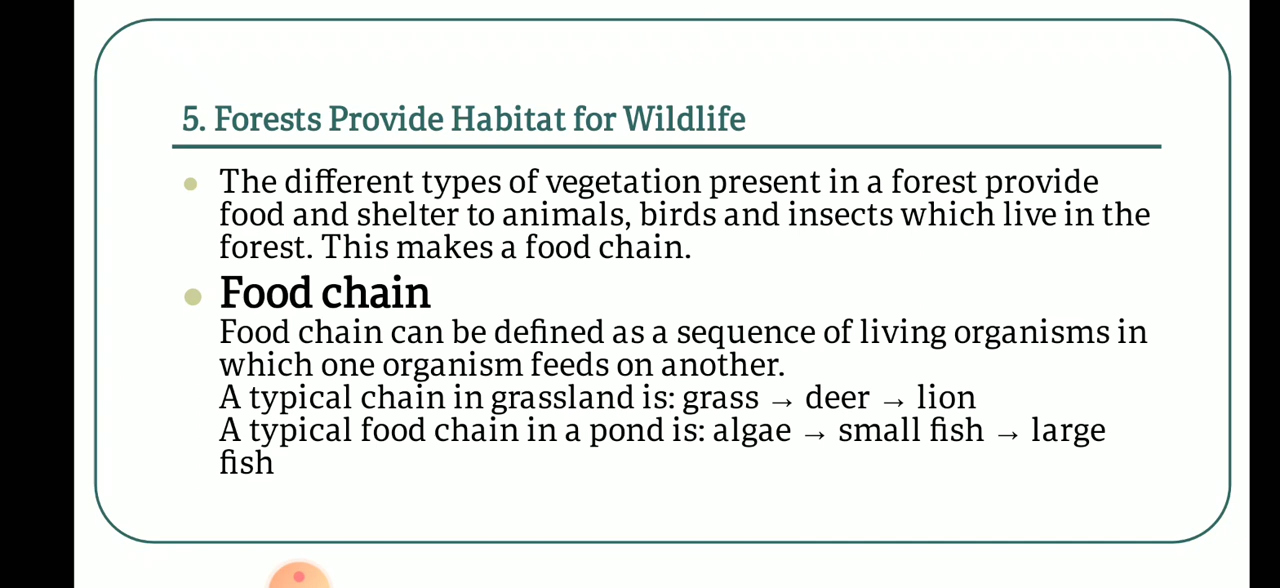 5. Forests Provide Habitat for Wildlife
The different types of vegetation present in a forest provide
food and shelter to animals, birds and insects which live in the
forest. This makes a food chain.
Food chain
Food chain can be defined as a sequence of living organisms in
which one organism feeds on another.
A typical chain in grassland is: grass → deer → lion
A typical food chain in a pond is: algae → small fish → large
fish